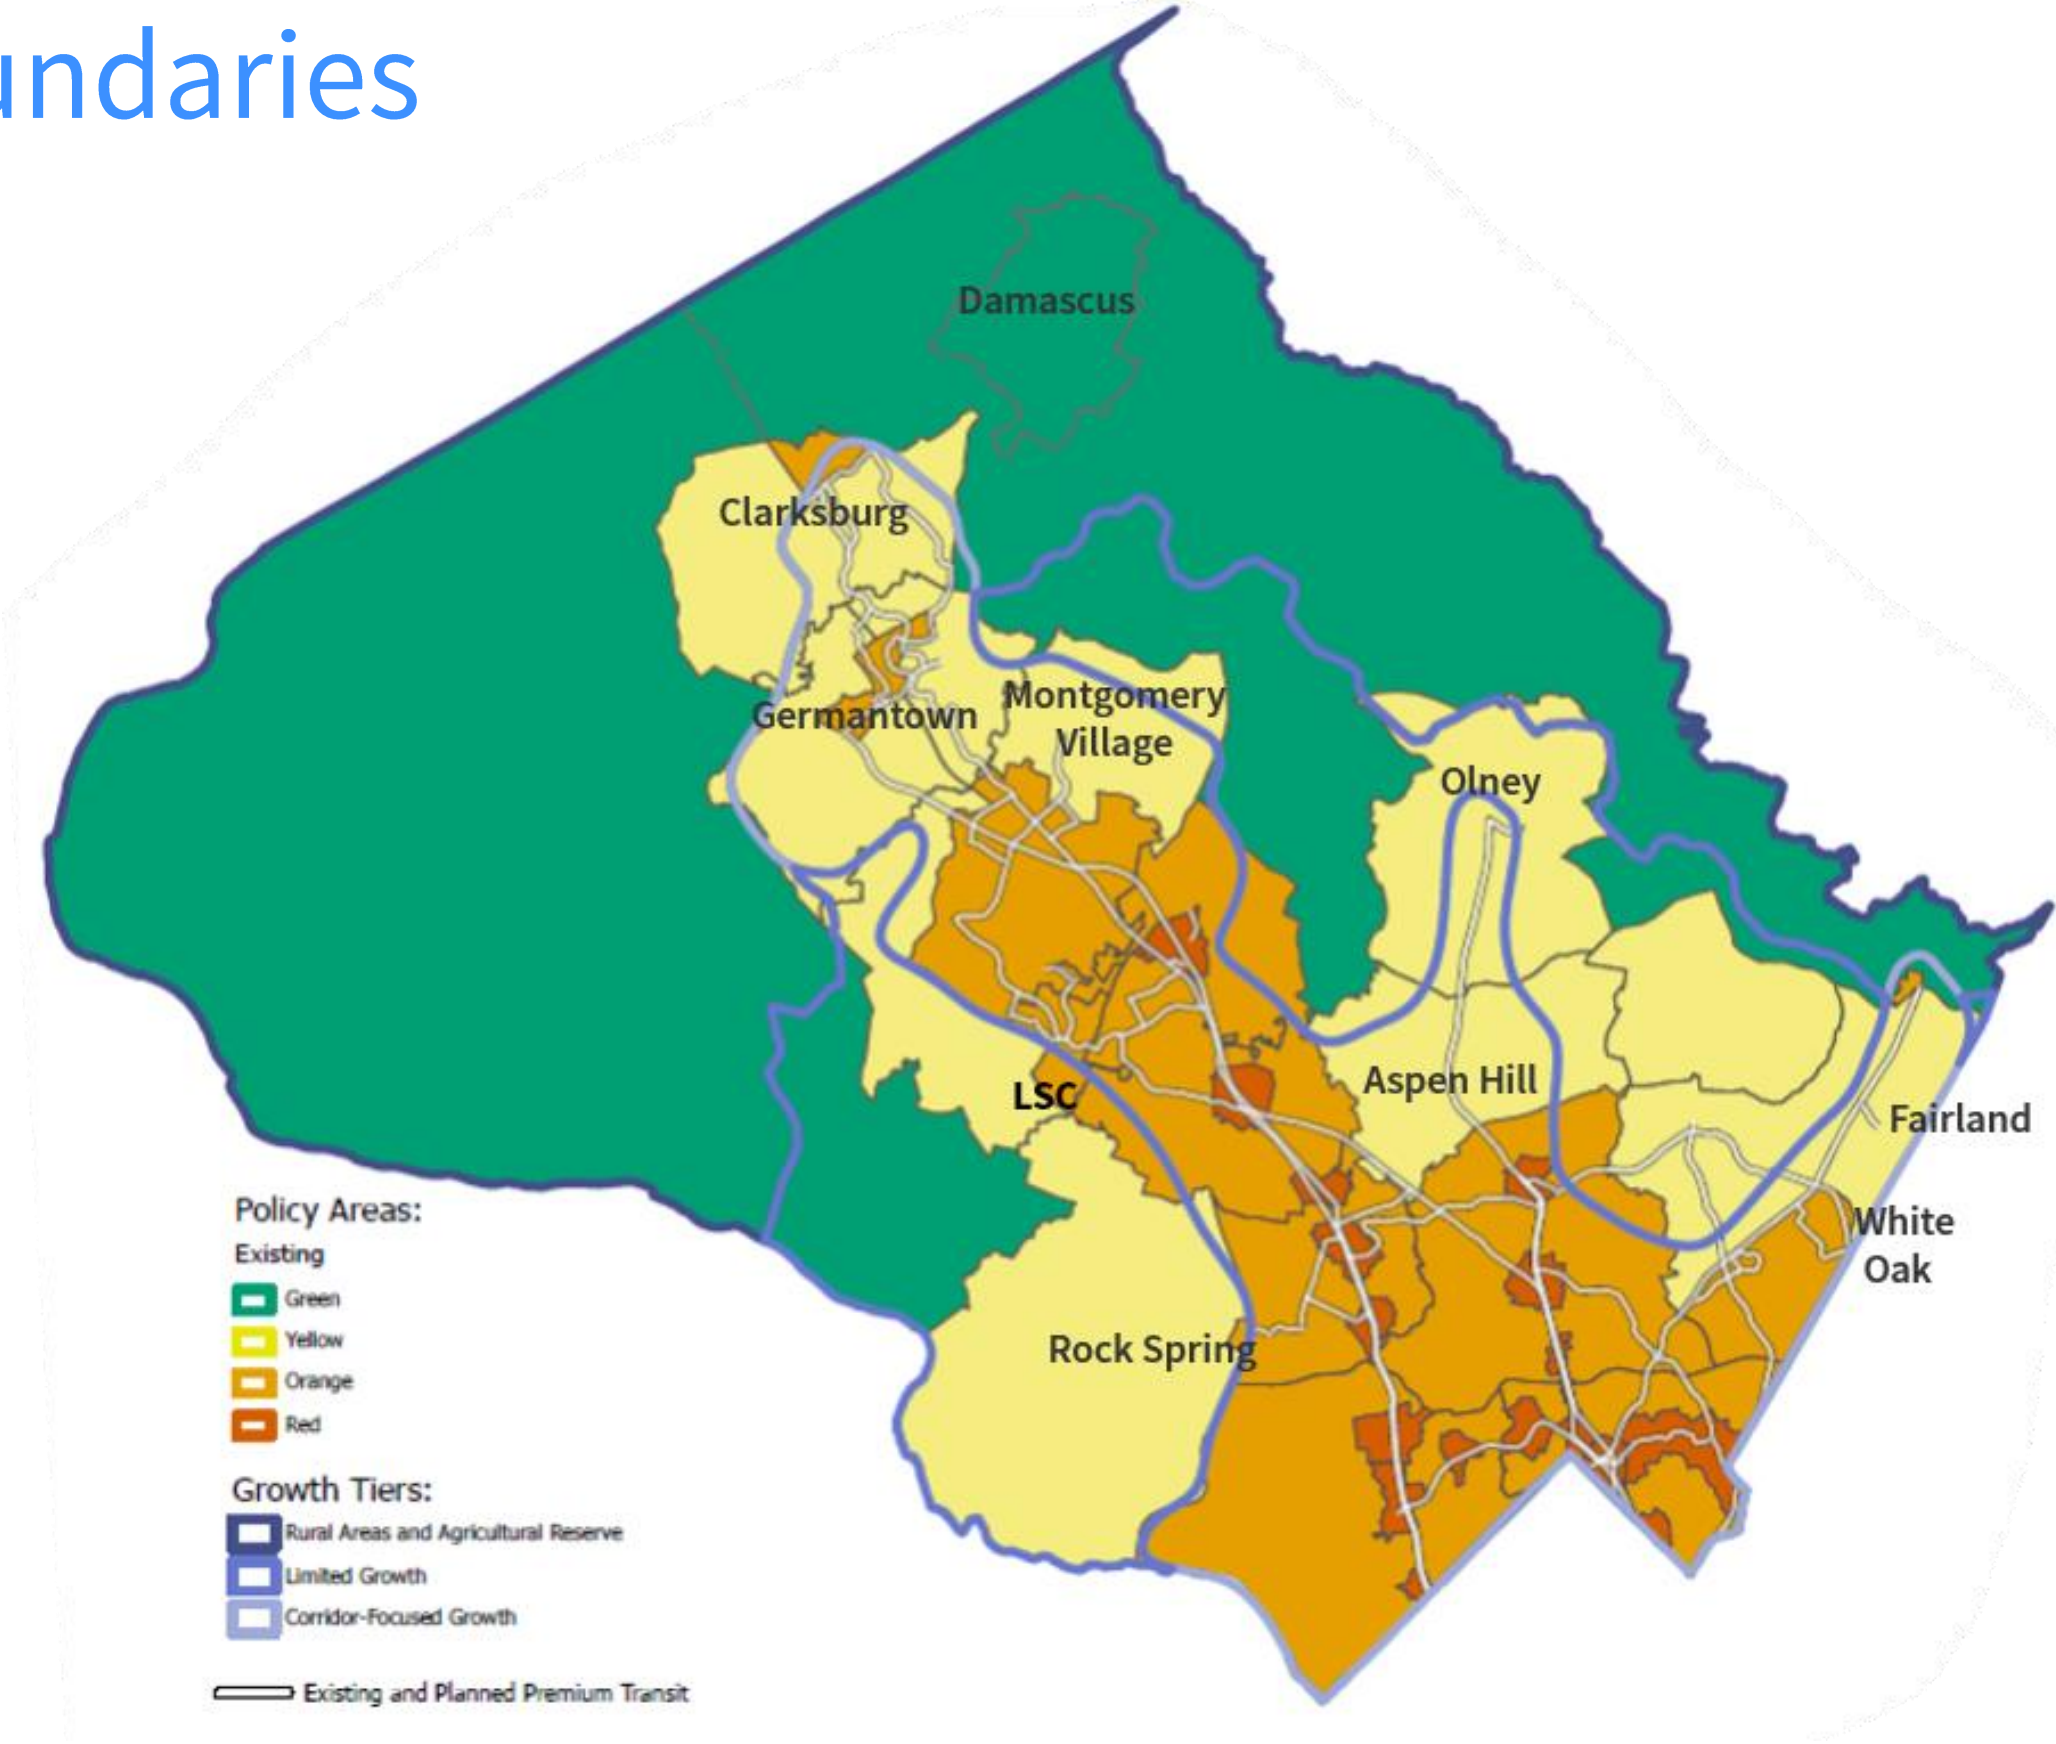 undaries
Damascus
Clarksburg
Montgomery
Village
Germantown
Olney
Aspen Hill
LSC
Fairland
White
Oak
Rock Spring
Policy Areas:
Existing
Green
Yellow
Orange
Red
Growth Tiers:
Rural Areas and Agricultural Reserve
Limited Growth
Corridor-Focused Growth
Existing and Planned Premium Transit